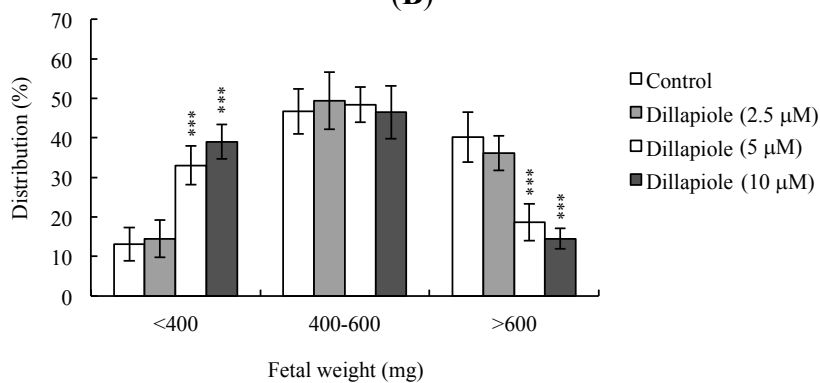 (B)
70
60
50
40
30
20
10
0
Distribution (%)
***
***
***
***
<400
400-600
>600
Fetal weight (mg)
Control
Dillapiole (2.5 μM)
Dillapiole (5 μM)
Dillapiole (10 μM)